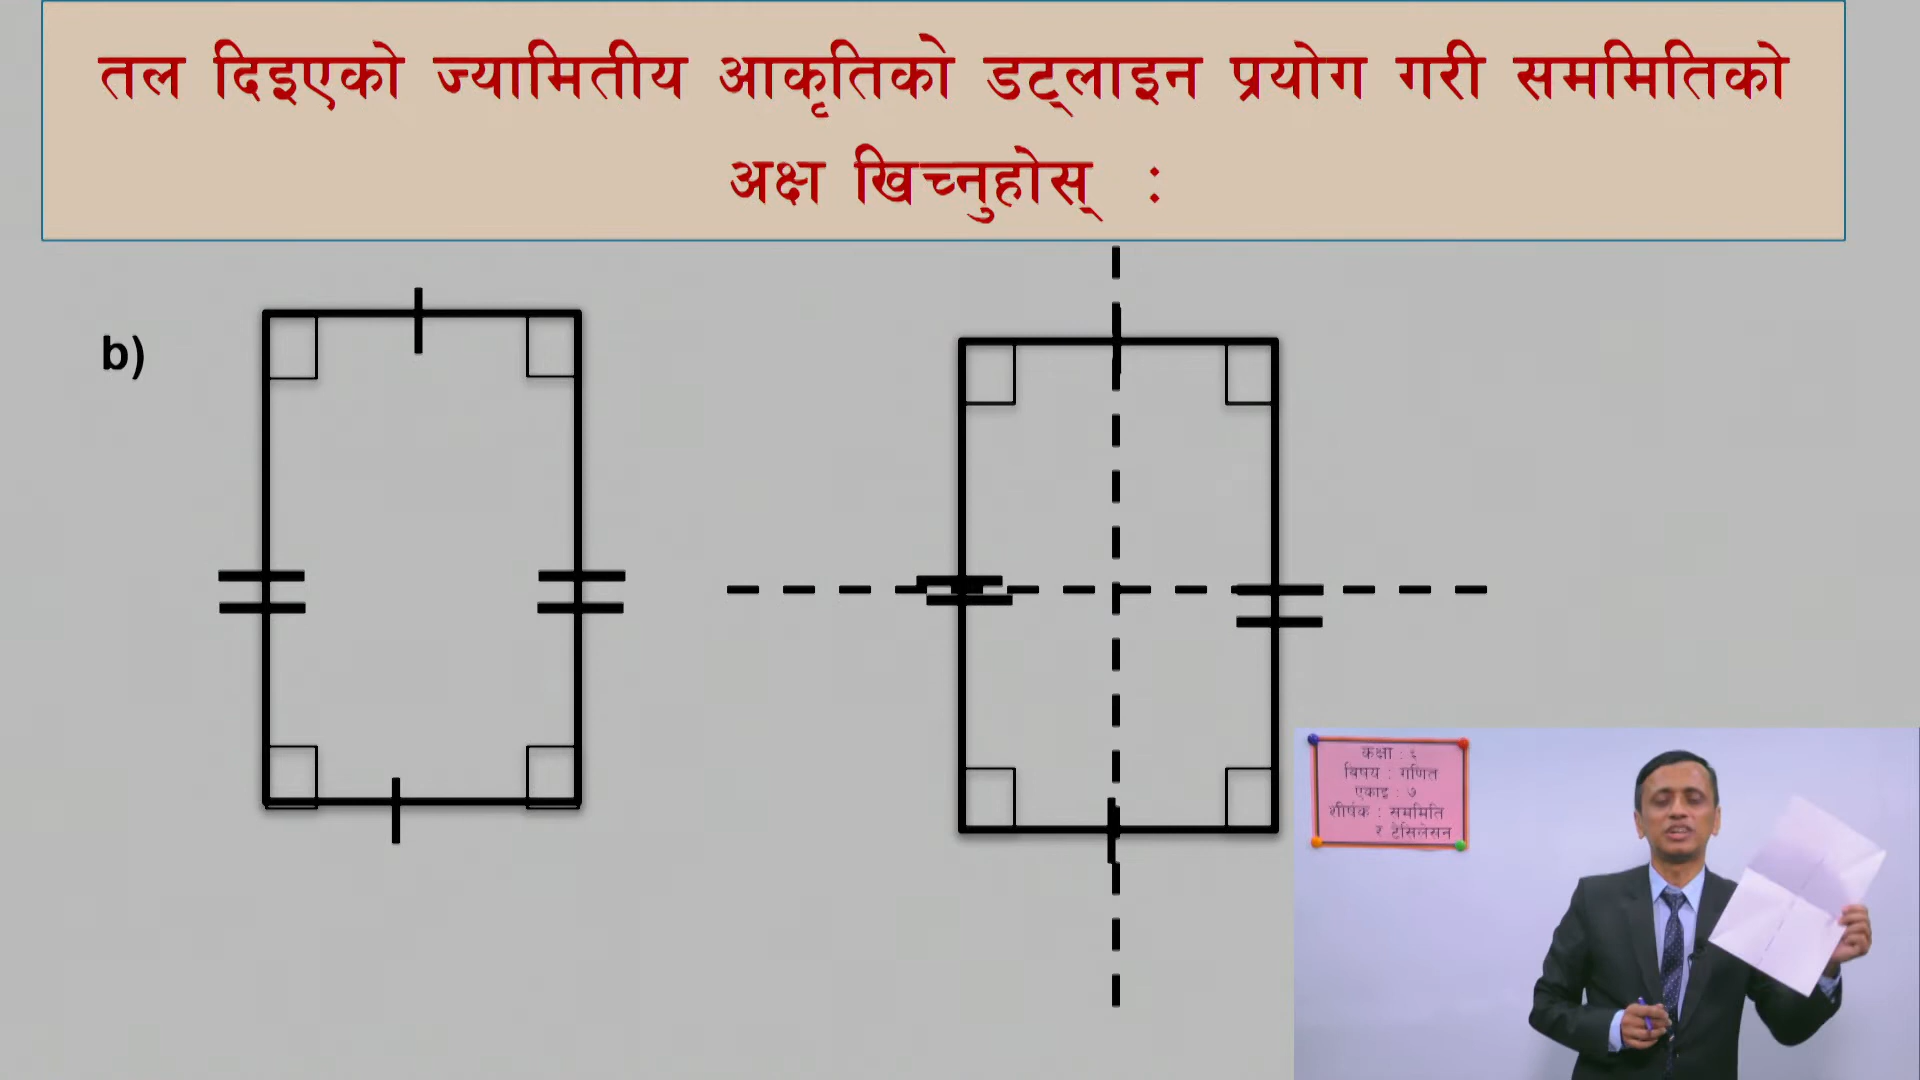 तल दिइएको ज्यामितीय आकृतिको डट्लाइन प्रयोग गरी सममितिको
अक्ष खिच्नुहोस् :
b)
कक्षा : ६
विषय : गणित
एकाइ : ७
शीर्षक : सममिति
र टेसिलेसन